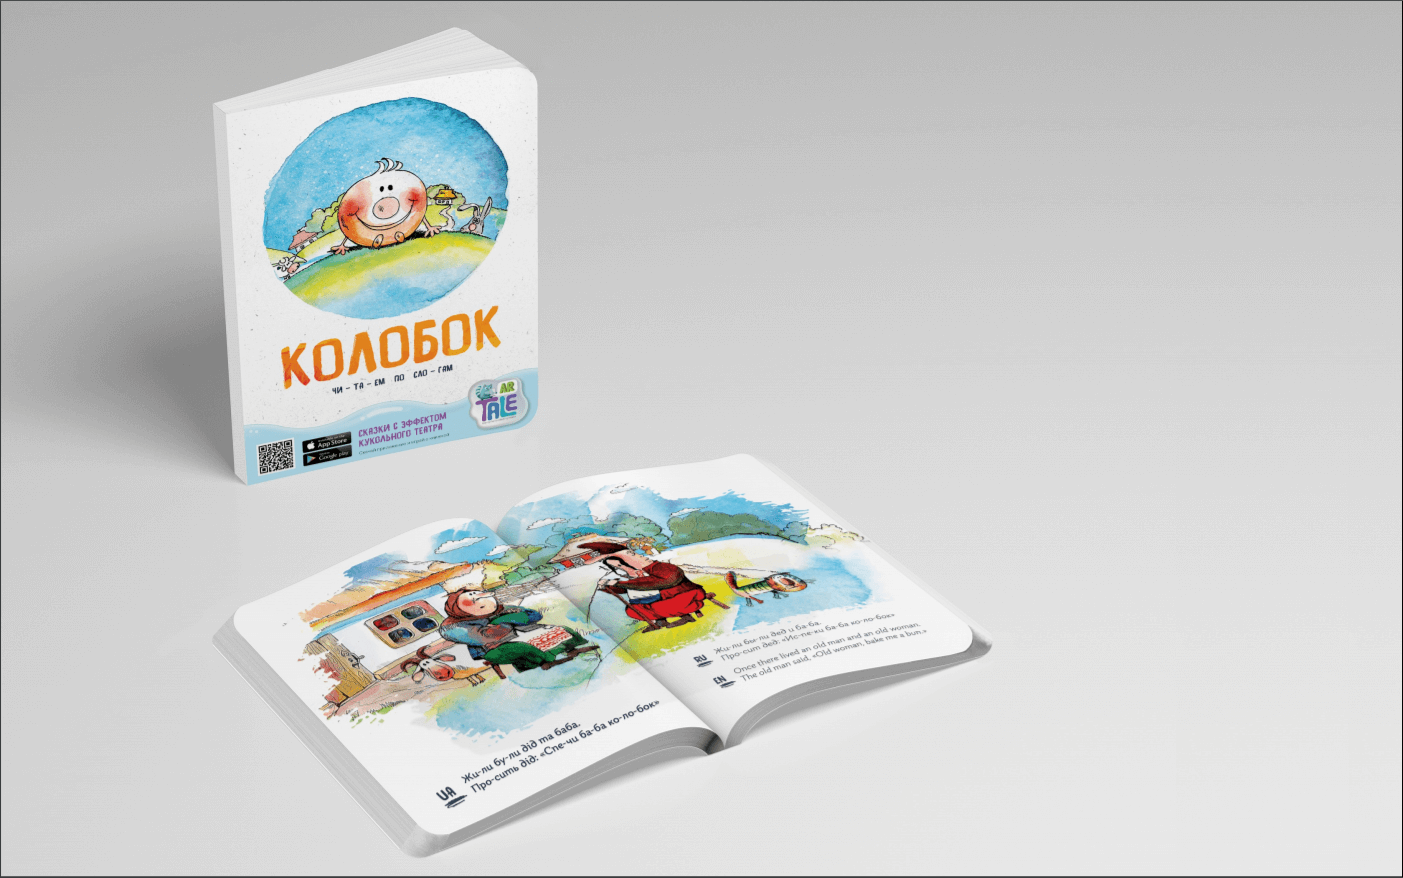 КОЛОБОК
ЧИ – ТА – ЕМ ПО СЛО – ГАМ
AR
TALE
СКАЗКИ С ЭФФЕКТОМ
КУКОЛЬНОГО ТЕАТРА
App Store
Google play
UA
Жи-ли бу-ли дід та баба.
Про-сить дід: «Спе-чи ба-ба ко-ло-бок»
RU
Жи-ли бы-ли дед и ба-ба.
Про-сит дед: «Ис-пе-ки ба-ба ко-ло-бок»
EN
Once there lived an old man and an old woman.
The old man said, «Old woman, bake me a bun.»